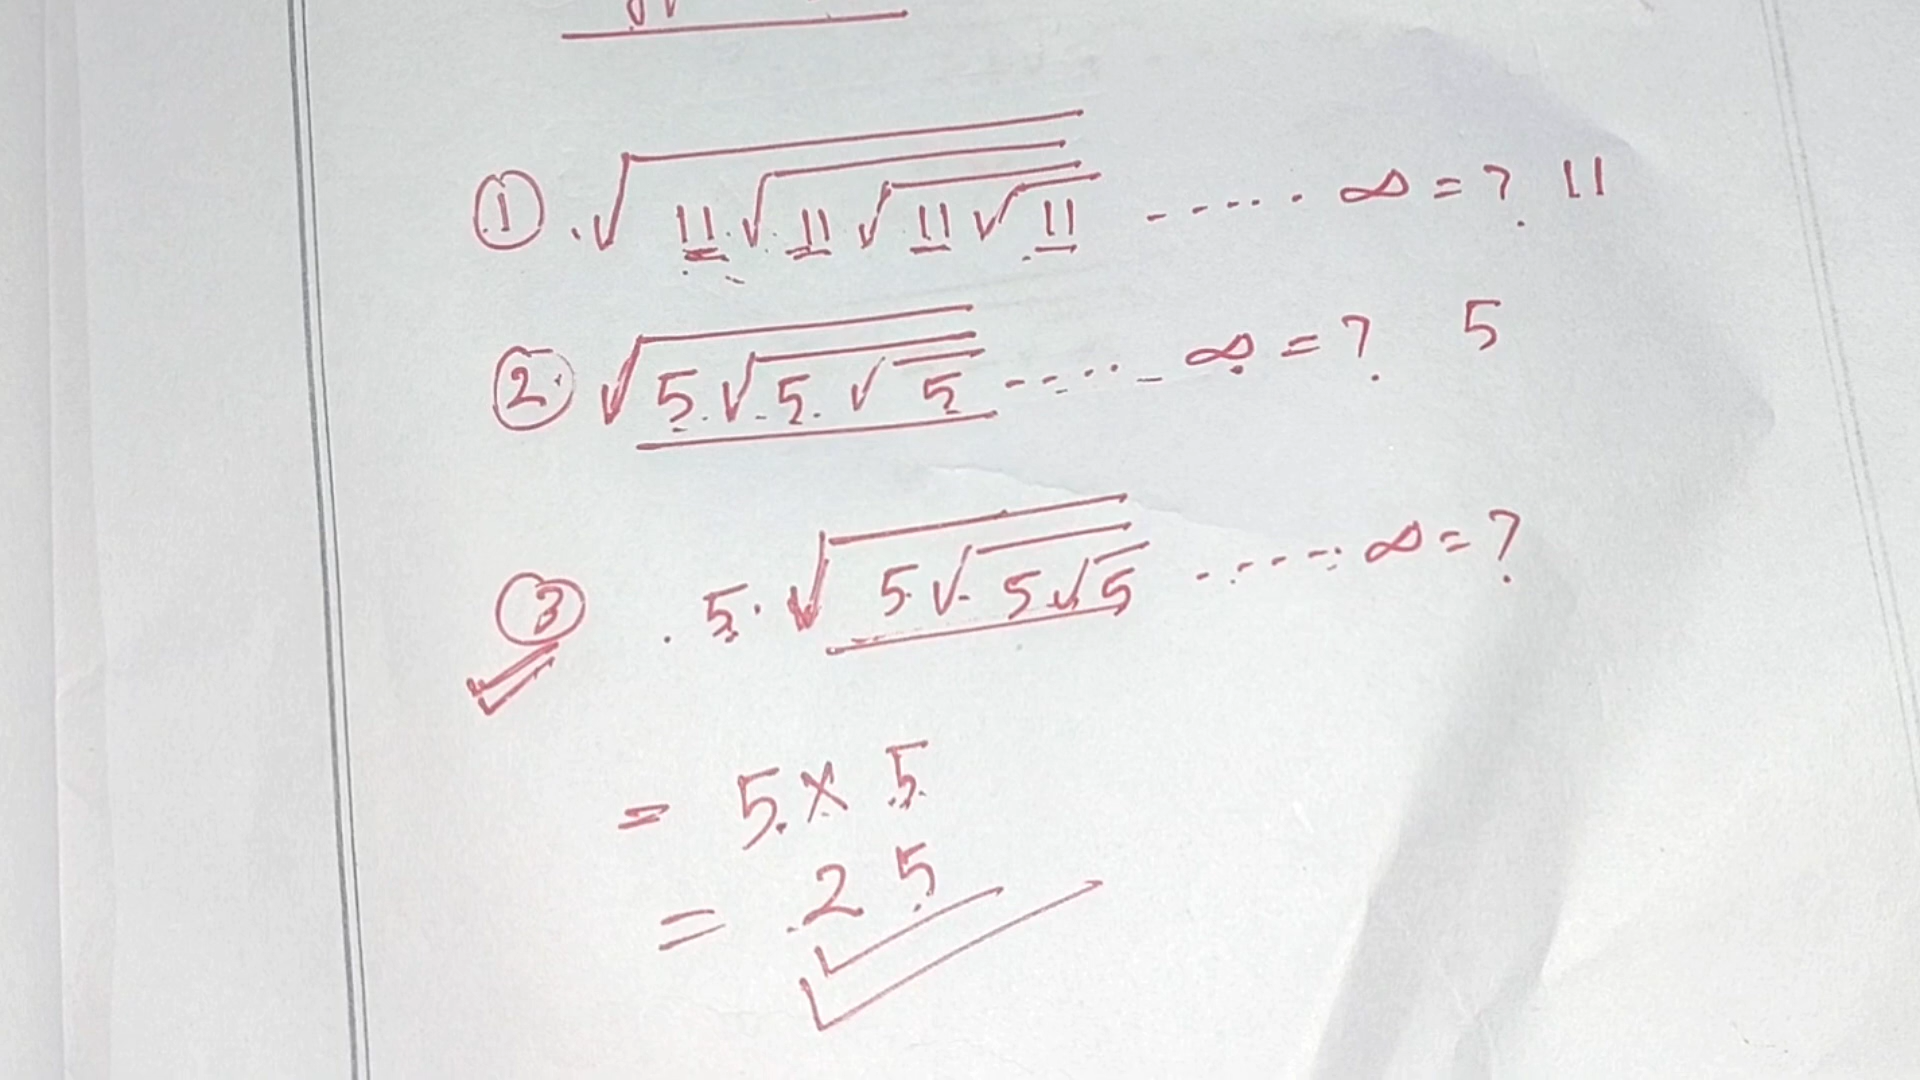 ① .√11.√11√11√11 ----.. ∞ = ? 11
② √5.√5.√5 ----.. ∞ = ? 5
③ . 5.√5√5√5 ...... ∞ = ?
= 5 × 5
= 25